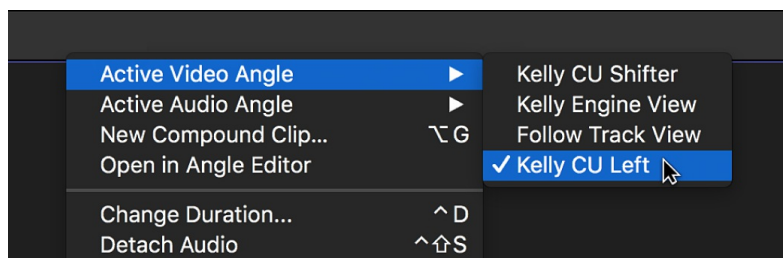 Active Video Angle ▶
Active Audio Angle ▶
New Compound Clip... ⌥G
Open in Angle Editor
Change Duration... ^D
Detach Audio ^⇧S
Kelly CU Shifter
Kelly Engine View
Follow Track View
✓ Kelly CU Left